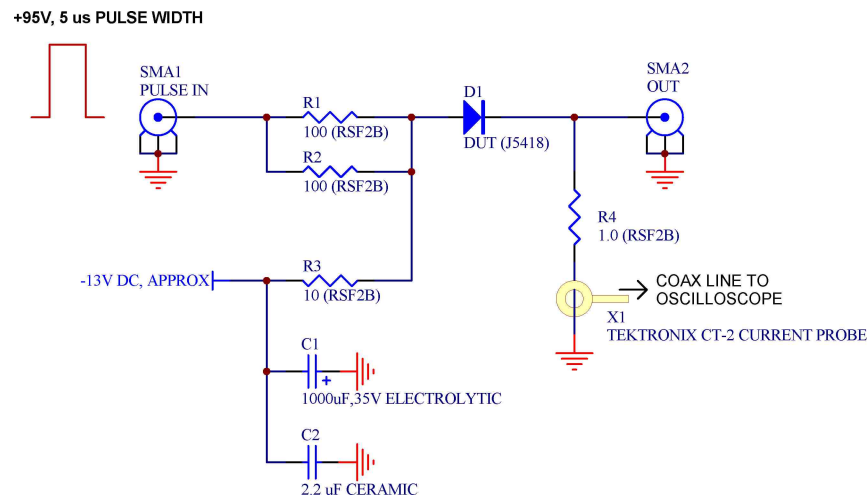 +95V, 5 us PULSE WIDTH
SMA1
PULSE IN
R1
100 (RSF2B)
R2
100 (RSF2B)
D1
DUT (J5418)
SMA2
OUT
R4
1.0 (RSF2B)
-13V DC, APPROX
R3
10 (RSF2B)
COAX LINE TO
OSCILLOSCOPE
X1
TEKTRONIX CT-2 CURRENT PROBE
C1
+
1000uF,35V ELECTROLYTIC
C2
2.2 uF CERAMIC